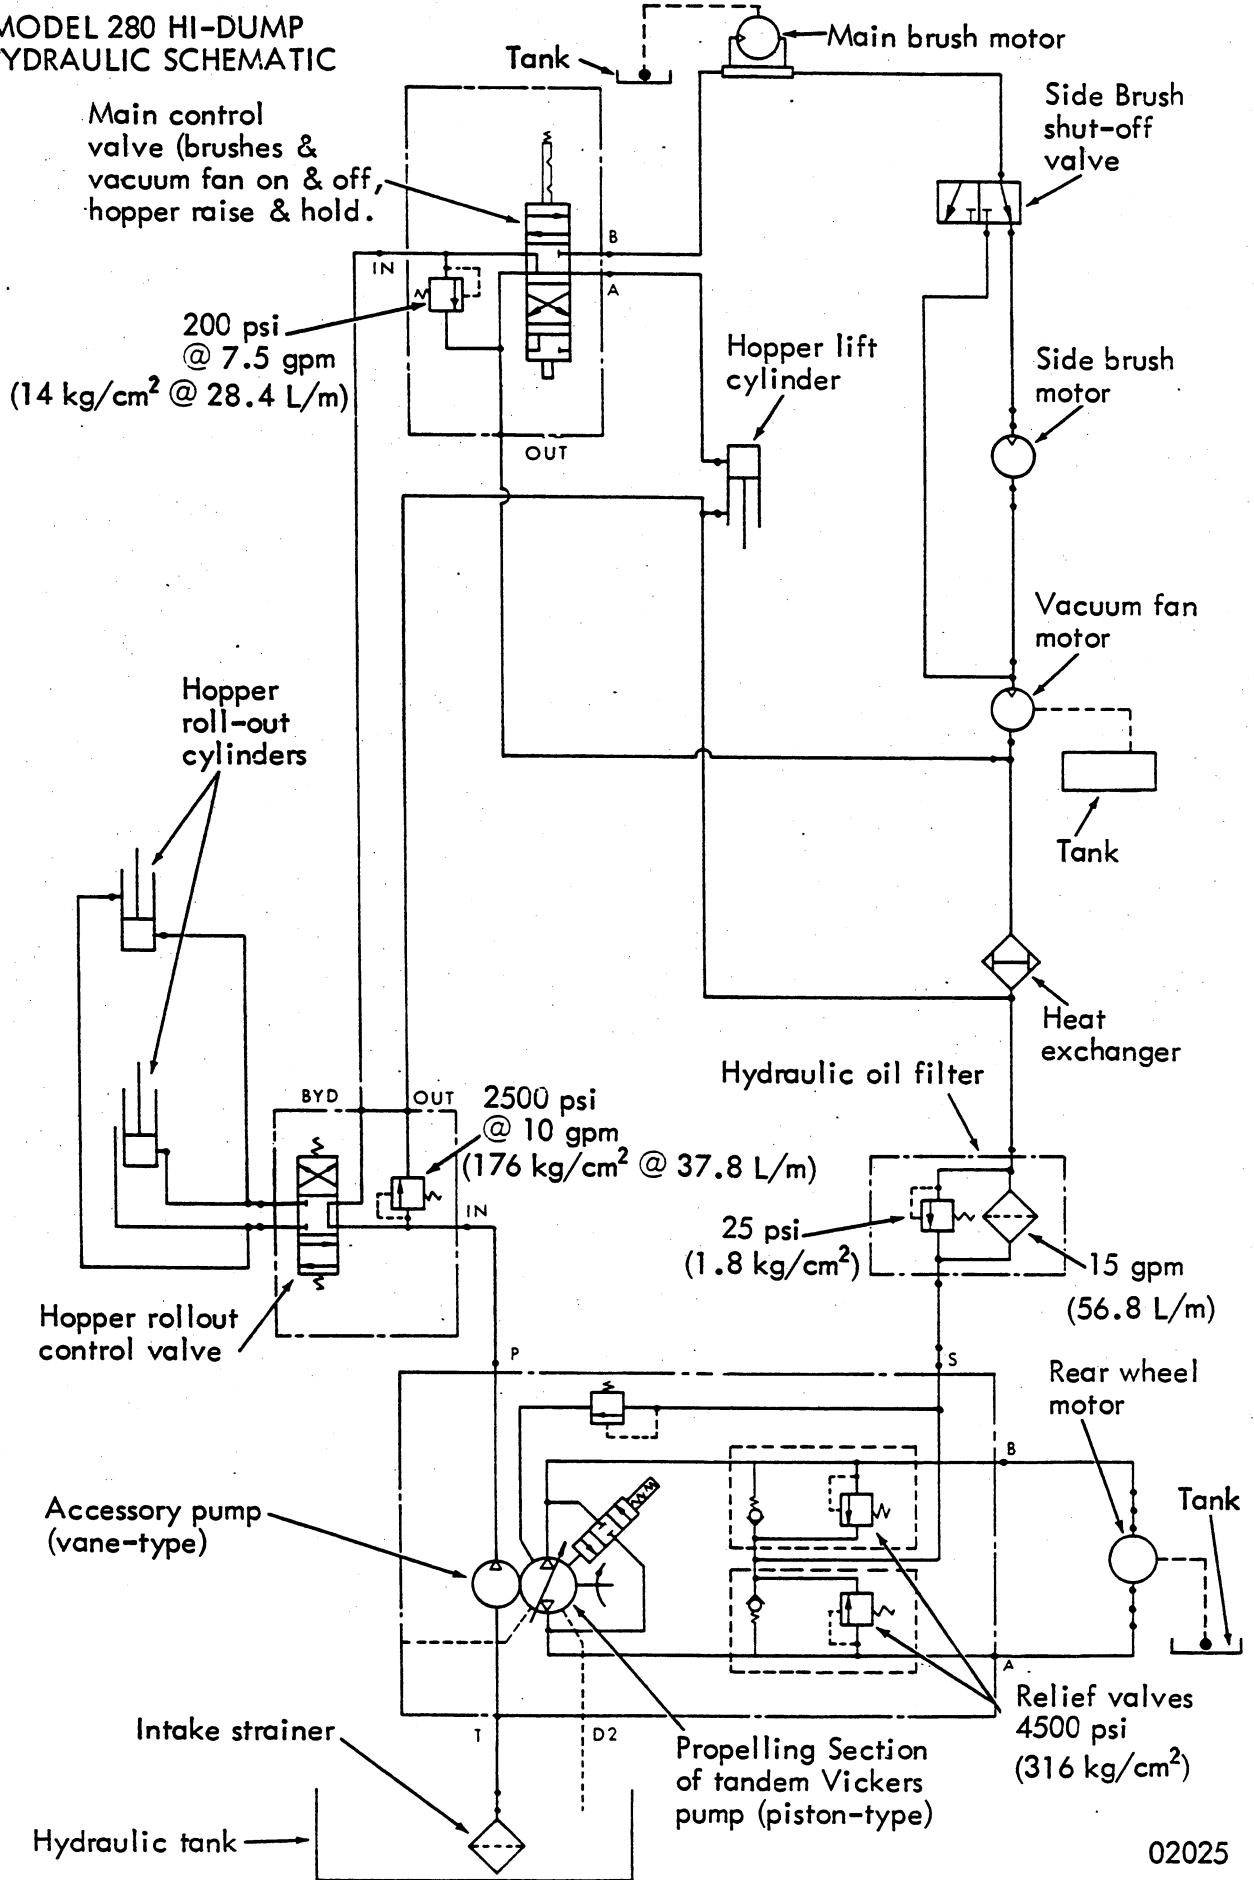 MODEL 280 HI-DUMP
HYDRAULIC SCHEMATIC
Tank
Main brush motor
Main control
valve (brushes &
vacuum fan on & off,
hopper raise & hold.
Side Brush
shut-off
valve
B
IN
A
200 psi
@ 7.5 gpm
(14 kg/cm² @ 28.4 L/m)
Hopper lift
cylinder
Side brush
motor
OUT
Vacuum fan
motor
Hopper
roll-out
cylinders
Tank
Heat
exchanger
Hydraulic oil filter
BYD
OUT
2500 psi
@ 10 gpm
(176 kg/cm² @ 37.8 L/m)
IN
25 psi
(1.8 kg/cm²)
15 gpm
(56.8 L/m)
Hopper rollout
control valve
P
S
Rear wheel
motor
B
Accessory pump
(vane-type)
Tank
A
Relief valves
4500 psi
(316 kg/cm²)
Intake strainer
T
D2
Propelling Section
of tandem Vickers
pump (piston-type)
Hydraulic tank
02025